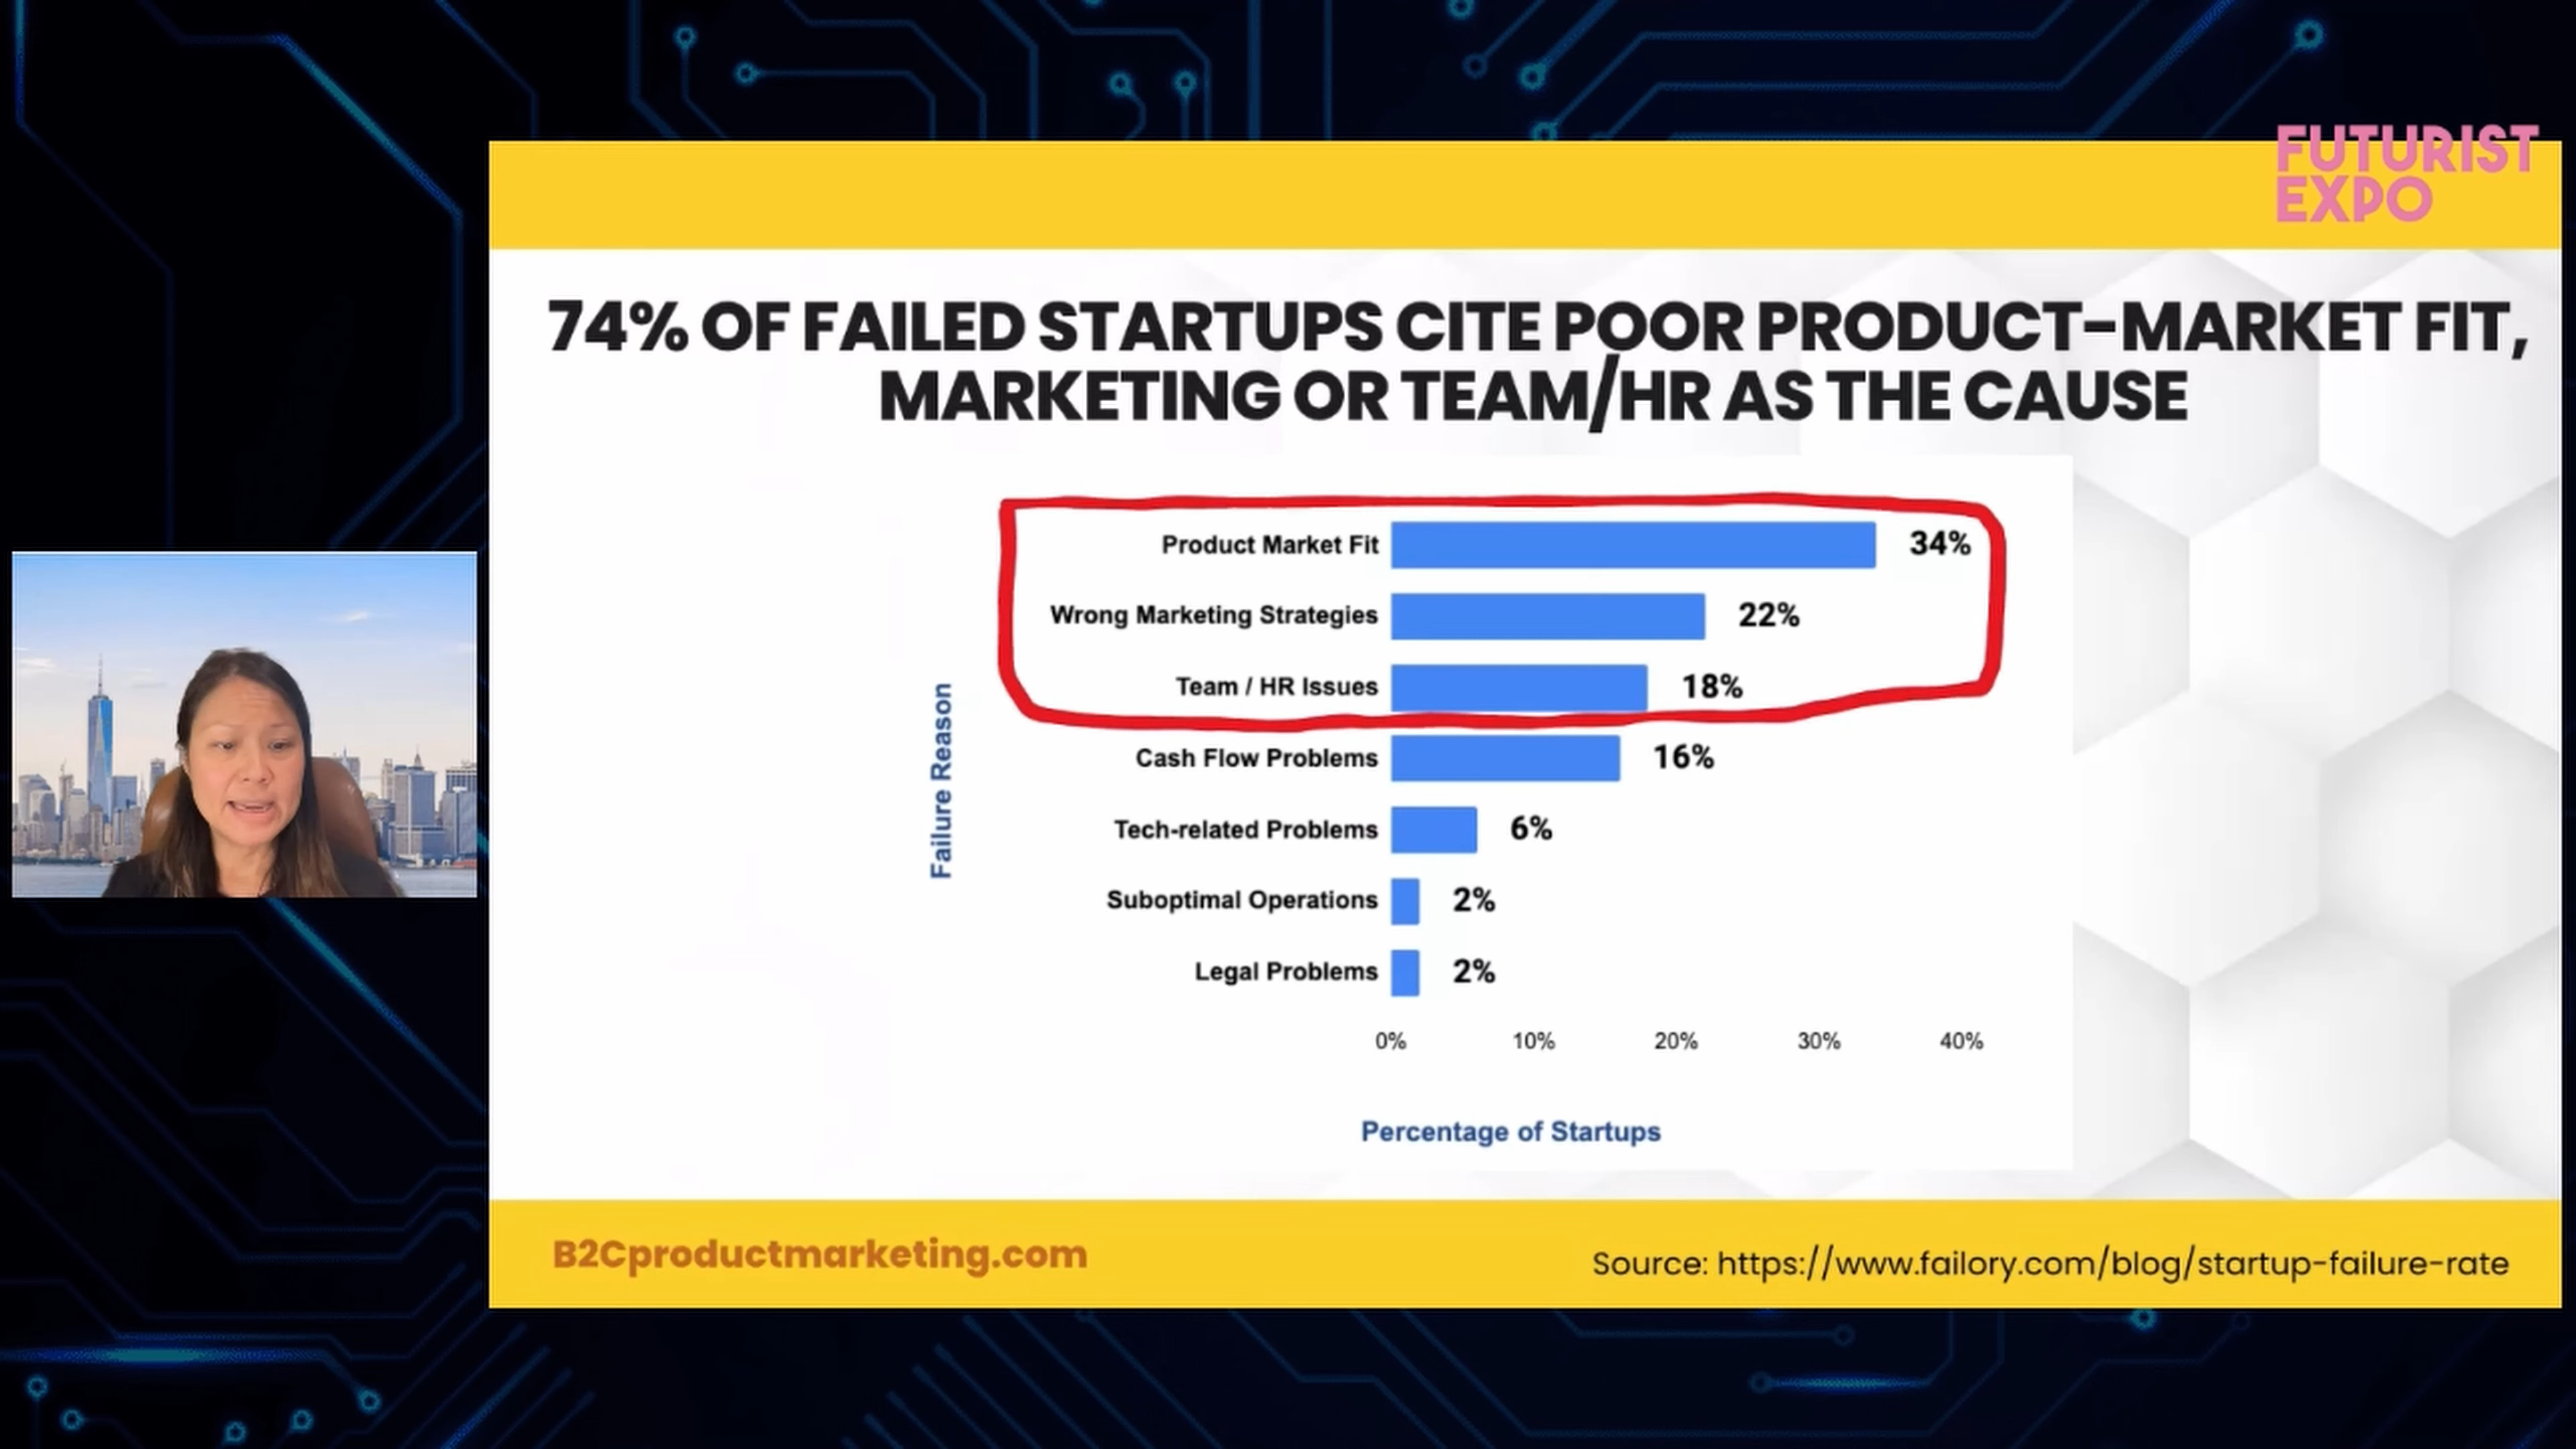 FUTURIST
EXPO
74% OF FAILED STARTUPS CITE POOR PRODUCT-MARKET FIT,
MARKETING OR TEAM/HR AS THE CAUSE
Failure Reason
Product Market Fit 34%
Wrong Marketing Strategies 22%
Team / HR Issues 18%
Cash Flow Problems 16%
Tech-related Problems 6%
Suboptimal Operations 2%
Legal Problems 2%
0% 10% 20% 30% 40%
Percentage of Startups
B2Cproductmarketing.com
Source: https://www.failory.com/blog/startup-failure-rate